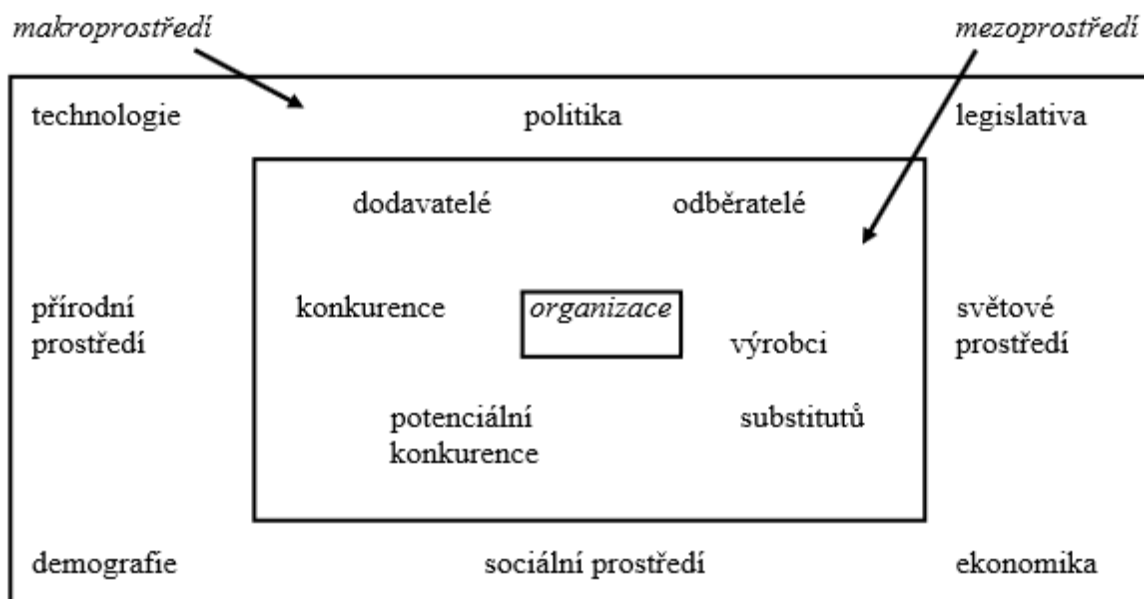 makroprostředí
mezoprostředí
technologie
politika
legislativa
dodavatelé
odběratelé
přírodní
prostředí
konkurence
organizace
výrobci
světové
prostředí
potenciální
konkurence
substitutů
demografie
sociální prostředí
ekonomika